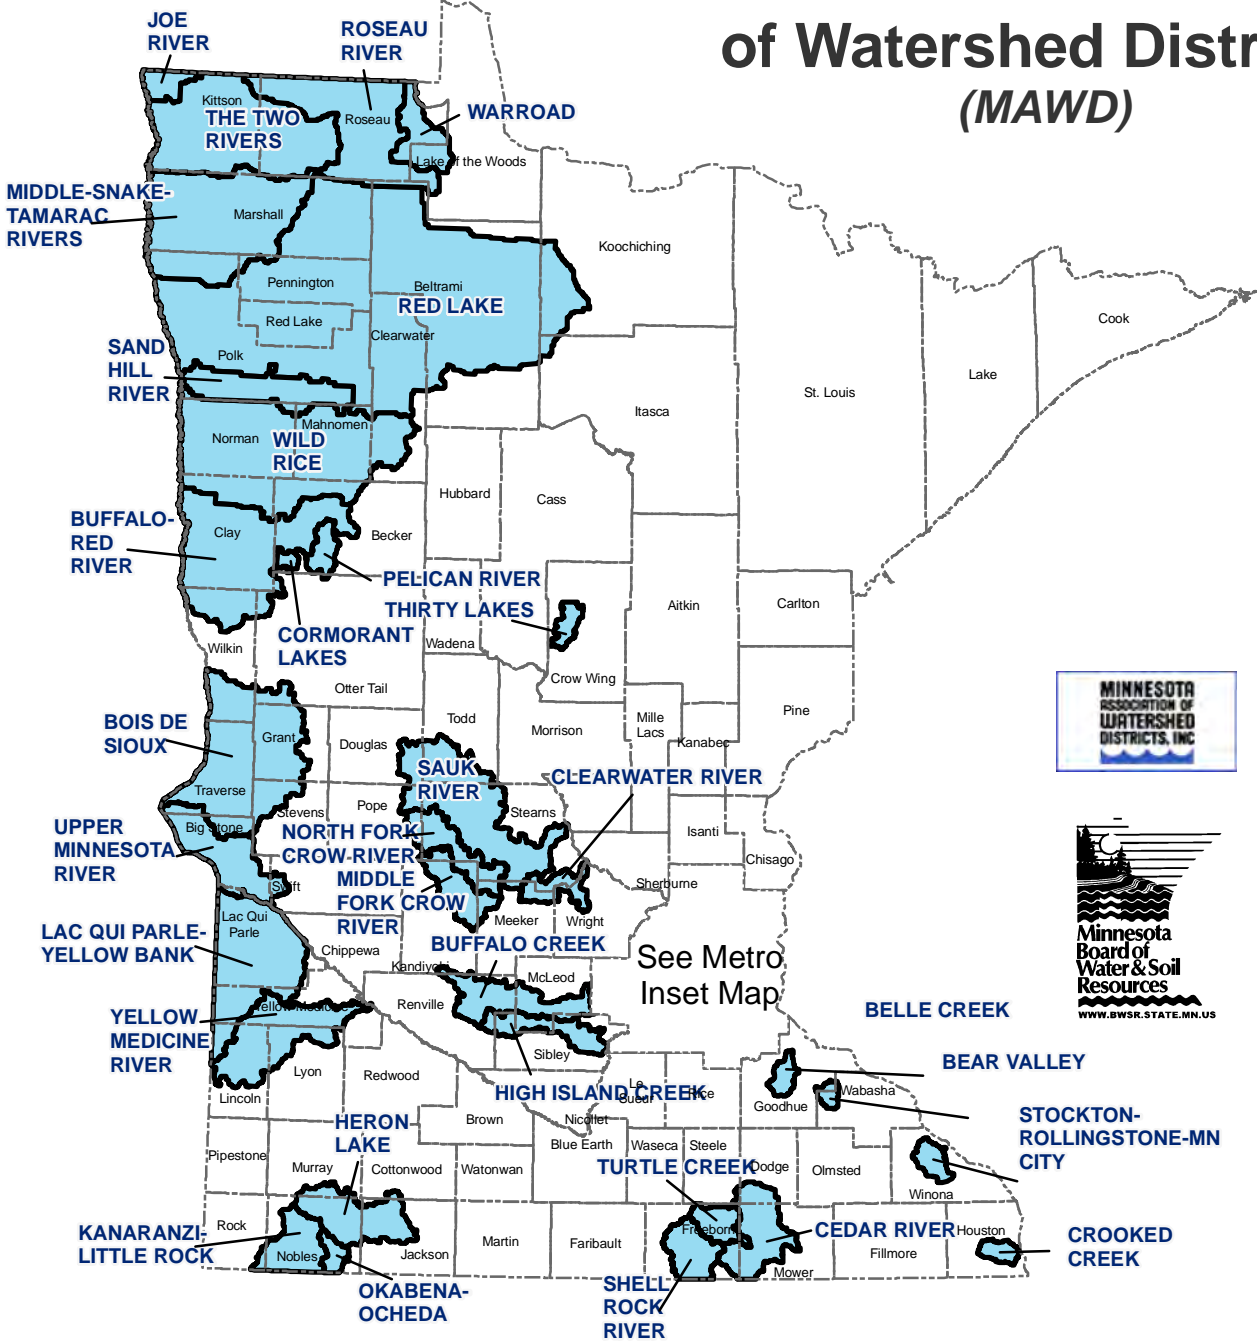 of Watershed Distr
(MAWD)
JOE
RIVER
ROSEAU
RIVER
Kittson
THE TWO
RIVERS
Roseau
WARROAD
Lake of the Woods
MIDDLE-SNAKE-
TAMARAC
RIVERS
Marshall
Koochiching
Pennington
Beltrami
RED LAKE
Red Lake
Clearwater
Cook
SAND
HILL
RIVER
Polk
Lake
St. Louis
Itasca
Norman
Mahnomen
WILD
RICE
Hubbard
Cass
BUFFALO-
RED
RIVER
Clay
Becker
PELICAN RIVER
THIRTY LAKES
Aitkin
Carlton
CORMORANT
LAKES
Wilkin
Wadena
Otter Tail
Crow Wing
BOIS DE
SIOUX
Grant
Douglas
Todd
Morrison
Mille
Lacs
Kanabec
Pine
MINNESOTA
ASSOCIATION OF
WATERSHED
DISTRICTS, INC
SAUK
RIVER
CLEARWATER RIVER
Traverse
Stevens
Pope
Stearns
UPPER
MINNESOTA
RIVER
Big Stone
NORTH FORK
CROW RIVER
Isanti
Chisago
Swift
MIDDLE
FORK CROW
RIVER
Sherburne
Meeker
Wright
LAC QUI PARLE-
YELLOW BANK
Lac Qui
Parle
Chippewa
BUFFALO CREEK
Kandiyohi
McLeod
See Metro
Inset Map
Minnesota
Board of
Water & Soil
Resources
WWW.BWSR.STATE.MN.US
YELLOW
MEDICINE
RIVER
Yellow Medicine
Renville
BELLE CREEK
Sibley
Lyon
Redwood
Lincoln
HIGH ISLAND CREEK
Le
Sueur
Rice
Goodhue
BEAR VALLEY
Wabasha
HERON
LAKE
Brown
Nicollet
STOCKTON-
ROLLINGSTONE-MN
CITY
Pipestone
Murray
Cottonwood
Watonwan
Blue Earth
Waseca
Steele
TURTLE CREEK
Dodge
Olmsted
Winona
KANARANZI-
LITTLE ROCK
Rock
Nobles
Jackson
Martin
Faribault
Freeborn
CEDAR RIVER
Mower
Fillmore
Houston
CROOKED
CREEK
OKABENA-
OCHEDA
SHELL
ROCK
RIVER